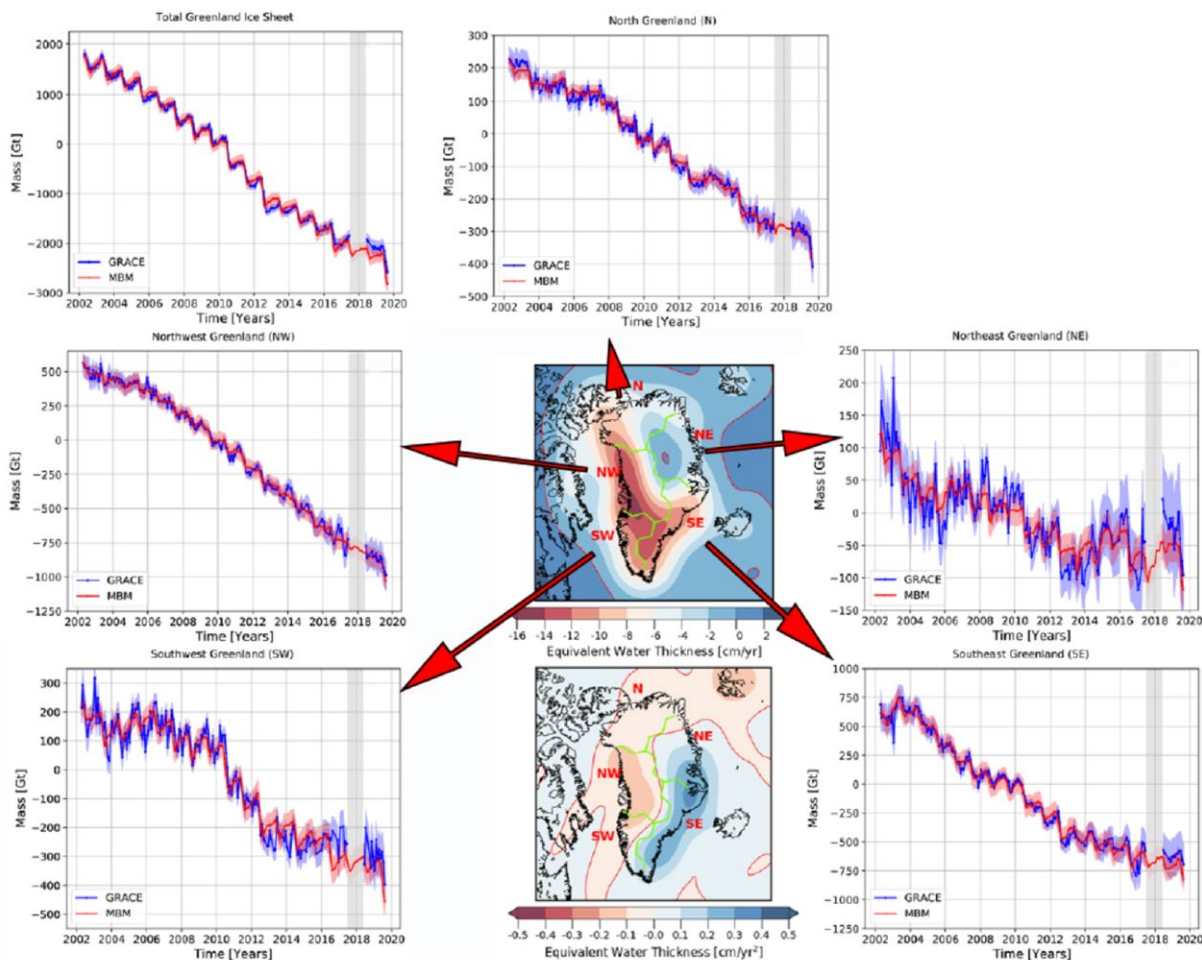 Total Greenland Ice Sheet
2000
1000
0
−1000
−2000
−3000
Mass [Gt]
GRACE
MBM
2002 2004 2006 2008 2010 2012 2014 2016 2018 2020
Time [Years]
North Greenland (N)
300
200
100
0
−100
−200
−300
−400
−500
Mass [Gt]
GRACE
MBM
2002 2004 2006 2008 2010 2012 2014 2016 2018 2020
Time [Years]
Northwest Greenland (NW)
500
250
0
−250
−500
−750
−1000
−1250
Mass [Gt]
GRACE
MBM
2002 2004 2006 2008 2010 2012 2014 2016 2018 2020
Time [Years]
N
NE
NW
SE
SW
-16 -14 -12 -10 -8 -6 -4 -2 0 2
Equivalent Water Thickness [cm/yr]
Northeast Greenland (NE)
250
200
150
100
50
0
−50
−100
−150
Mass [Gt]
GRACE
MBM
2002 2004 2006 2008 2010 2012 2014 2016 2018 2020
Time [Years]
Southwest Greenland (SW)
300
200
100
0
−100
−200
−300
−400
−500
Mass [Gt]
GRACE
MBM
2002 2004 2006 2008 2010 2012 2014 2016 2018 2020
Time [Years]
N
NE
NW
SE
SW
-0.5 -0.4 -0.3 -0.2 -0.1 -0.0 0.1 0.2 0.3 0.4 0.5
Equivalent Water Thickness [cm/yr²]
Southeast Greenland (SE)
1000
750
500
250
0
−250
−500
−750
−1000
−1250
Mass [Gt]
GRACE
MBM
2002 2004 2006 2008 2010 2012 2014 2016 2018 2020
Time [Years]